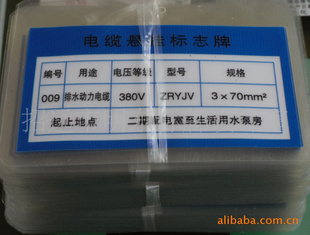 电缆悬挂标志牌
编号 用途 电压等级 型号 规格
009 排水动力电缆 380V ZRYJV 3×70mm²
起止地点 二期配电室至生活用水泵房
alibaba.com.cn